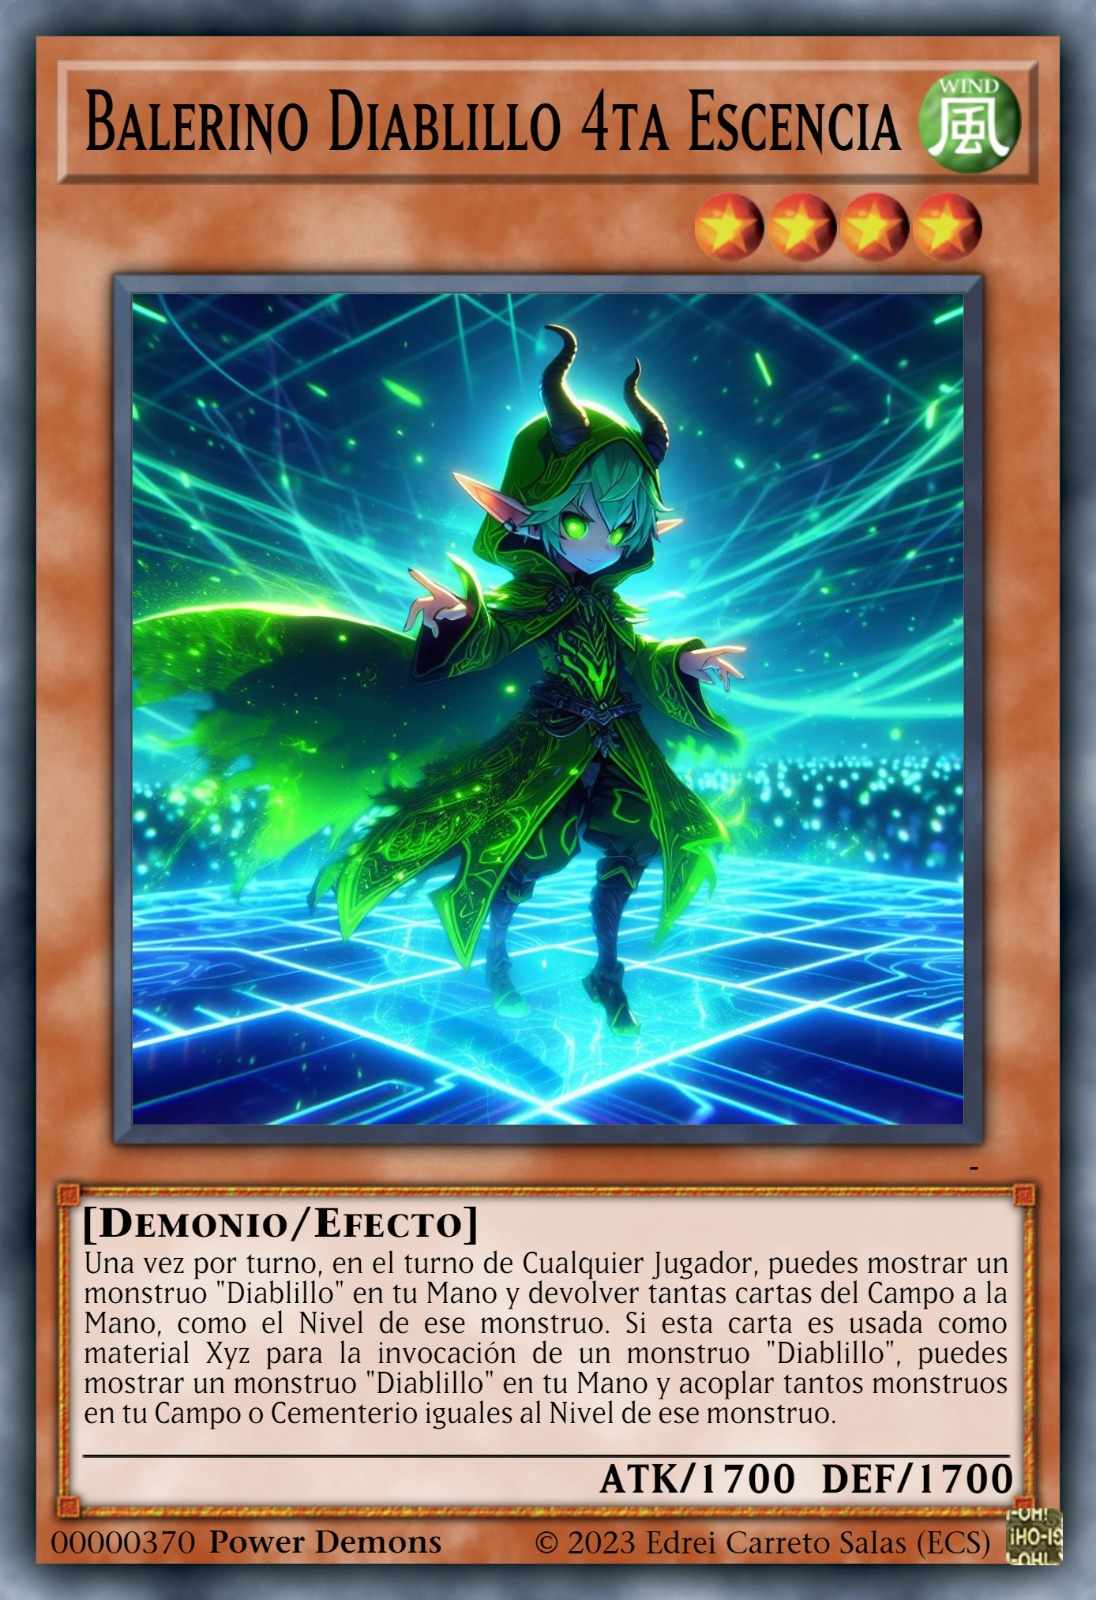 Balerino Diablillo 4ta Escencia
WIND
風
-
[Demonio/Efecto]
Una vez por turno, en el turno de Cualquier Jugador, puedes mostrar un
monstruo "Diablillo" en tu Mano y devolver tantas cartas del Campo a la
Mano, como el Nivel de ese monstruo. Si esta carta es usada como
material Xyz para la invocación de un monstruo "Diablillo", puedes
mostrar un monstruo "Diablillo" en tu Mano y acoplar tantos monstruos
en tu Campo o Cementerio iguales al Nivel de ese monstruo.
ATK/1700 DEF/1700
00000370 Power Demons
© 2023 Edrei Carreto Salas (ECS)